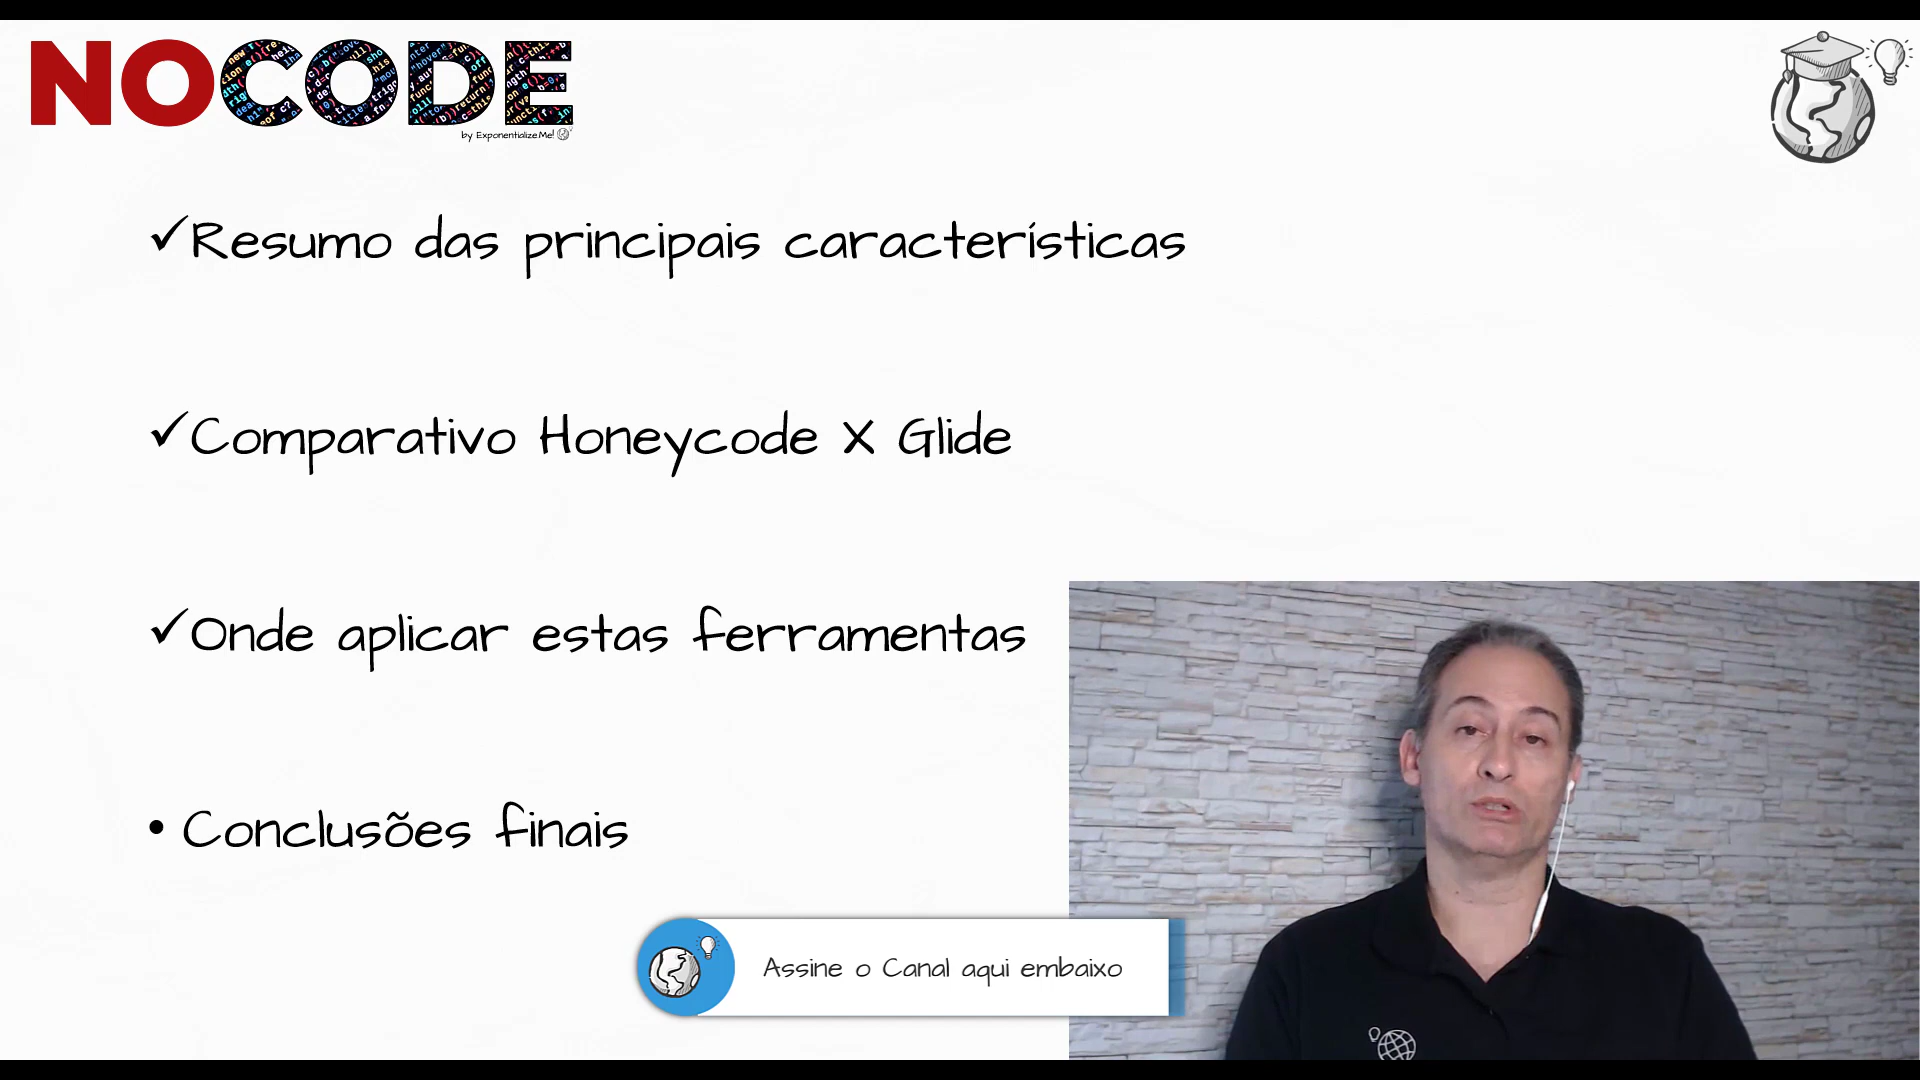 NOCODE
by ExponentializeMe!
✓Resumo das principais características
✓Comparativo Honeycode X Glide
✓Onde aplicar estas ferramentas
• Conclusões finais
Assine o Canal aqui embaixo